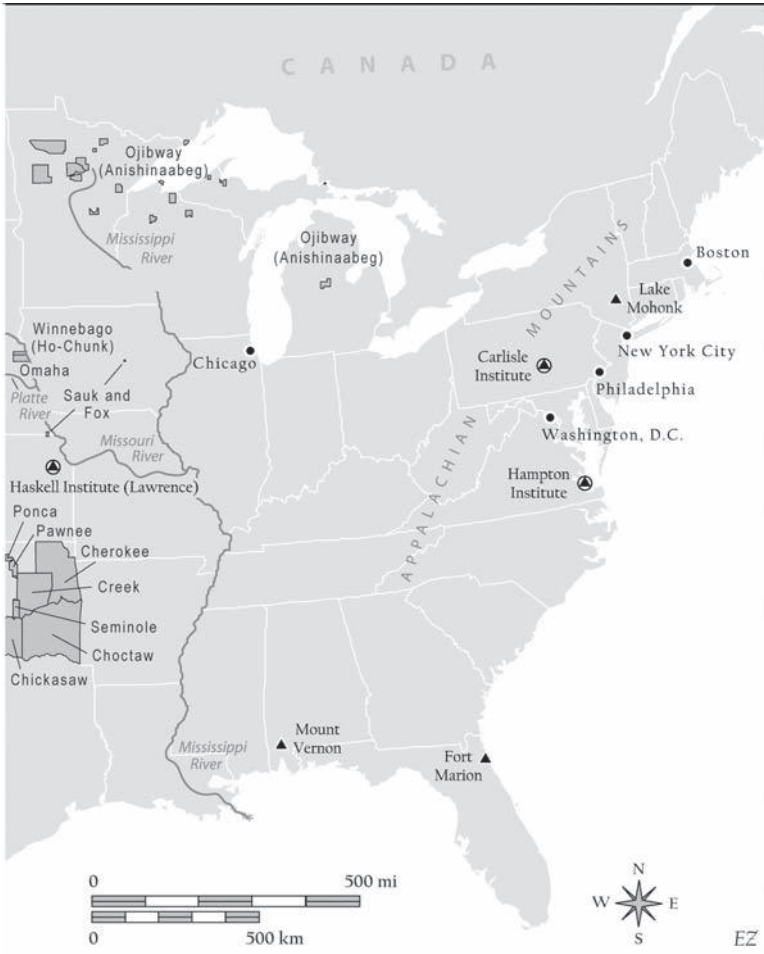 CANADA
Ojibway
(Anishinaabeg)
Mississippi
River
Ojibway
(Anishinaabeg)
MOUNTAINS
Boston
Lake
Mohonk
Winnebago
(Ho-Chunk)
Omaha
Chicago
New York City
Carlisle
Institute
Philadelphia
Platte
River
Sauk and
Fox
Missouri
River
Washington, D.C.
APPALACHIAN
Haskell Institute (Lawrence)
Hampton
Institute
Ponca
Pawnee
Cherokee
Creek
Seminole
Choctaw
Chickasaw
Mississippi
River
Mount
Vernon
Fort
Marion
0 500 mi
0 500 km
N
W E
S
EZ